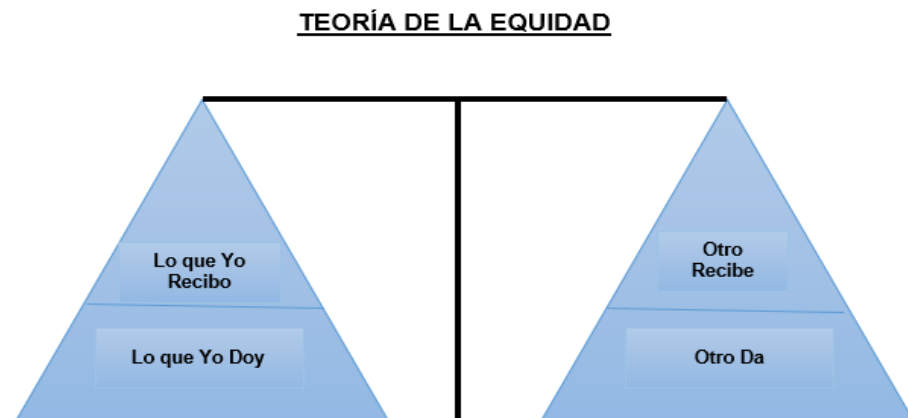 TEORÍA DE LA EQUIDAD
Lo que Yo
Recibo
Otro
Recibe
Lo que Yo Doy
Otro Da